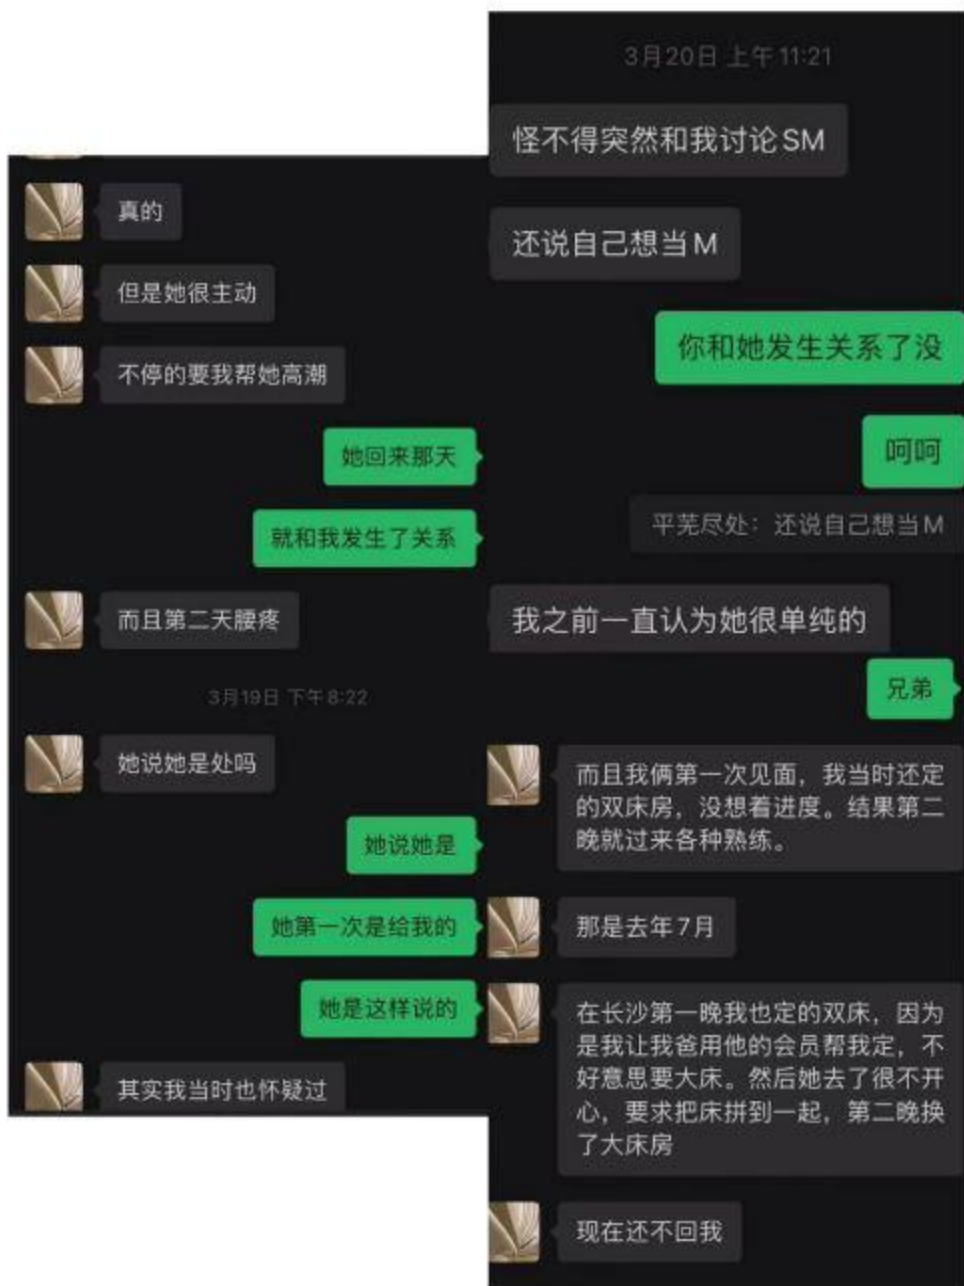 真的
但是她很主动
不停的要我帮她高潮
她回来那天
就和我发生了关系
而且第二天腰疼
3月19日 下午8:22
她说她是处吗
她说她是
她第一次是给我的
她是这样说的
其实我当时也怀疑过
3月20日 上午11:21
怪不得突然和我讨论SM
还说自己想当M
你和她发生关系了没
呵呵
平芜尽处：还说自己想当M
我之前一直认为她很单纯的
兄弟
而且我俩第一次见面，我当时还定
的双床房，没想着进度。结果第二
晚就过来各种熟练。
那是去年7月
在长沙第一晚我也定的双床，因为
是我让我爸用他的会员帮我定，不
好意思要大床。然后她去了很不开
心，要求把床拼到一起，第二晚换
了大床房
现在还不回我